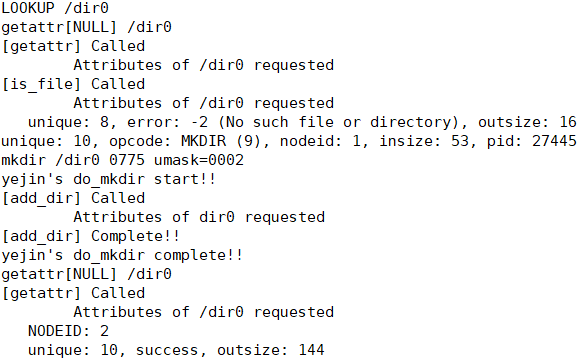 LOOKUP /dir0
getattr[NULL] /dir0
[getattr] Called
Attributes of /dir0 requested
[is_file] Called
Attributes of /dir0 requested
unique: 8, error: -2 (No such file or directory), outsize: 16
unique: 10, opcode: MKDIR (9), nodeid: 1, insize: 53, pid: 27445
mkdir /dir0 0775 umask=0002
yejin's do_mkdir start!!
[add_dir] Called
Attributes of dir0 requested
[add_dir] Complete!!
yejin's do_mkdir complete!!
getattr[NULL] /dir0
[getattr] Called
Attributes of /dir0 requested
NODEID: 2
unique: 10, success, outsize: 144